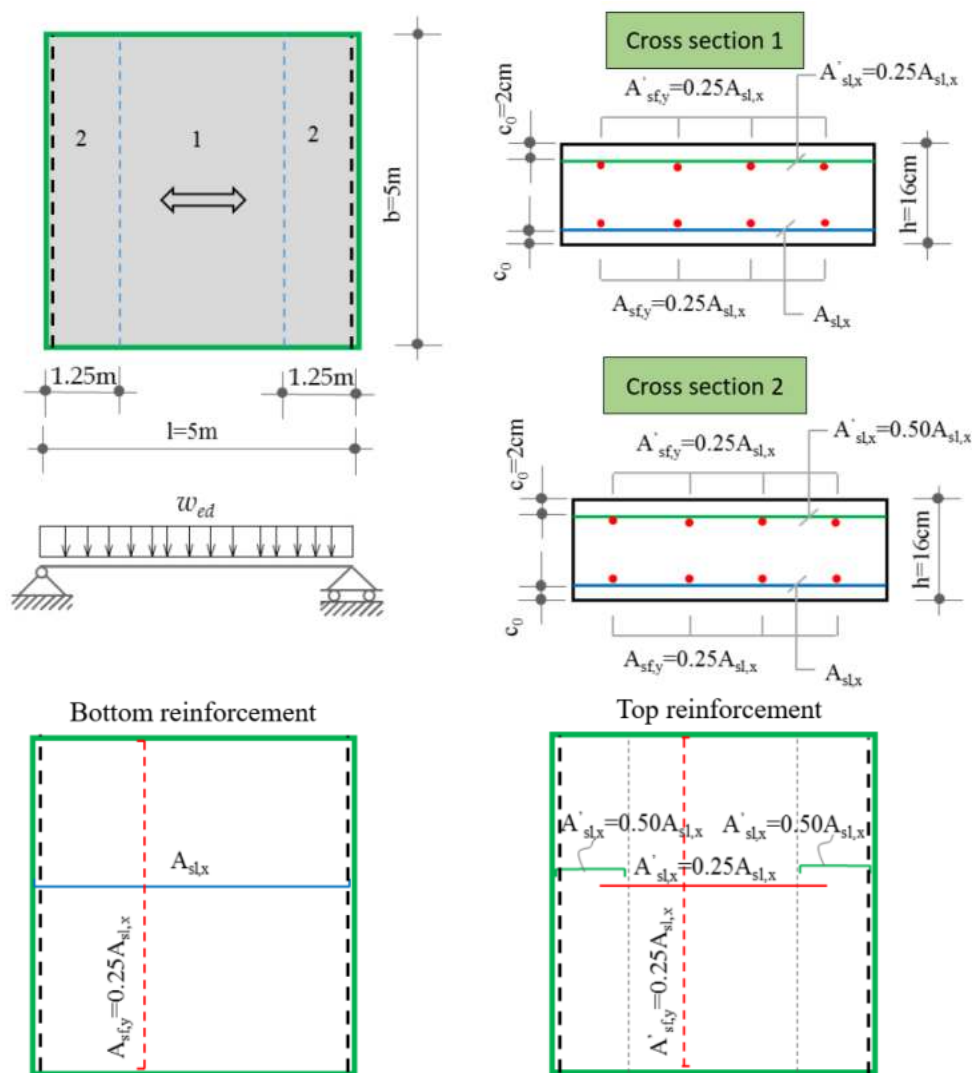 2
1
2
b=5m
1.25m
1.25m
l=5m
w_ed
Cross section 1
A'sf,y=0.25Asl,x
A'sl,x=0.25Asl,x
c0=2cm
h=16cm
c0
Asf,y=0.25Asl,x
Asl,x
Cross section 2
A'sf,y=0.25Asl,x
A'sl,x=0.50Asl,x
c0=2cm
h=16cm
c0
Asf,y=0.25Asl,x
Asl,x
Bottom reinforcement
Asl,x
Asf,y=0.25Asl,x
Top reinforcement
A'sl,x=0.50Asl,x
A'sl,x=0.50Asl,x
A'sl,x=0.25Asl,x
A'sf,y=0.25Asl,x